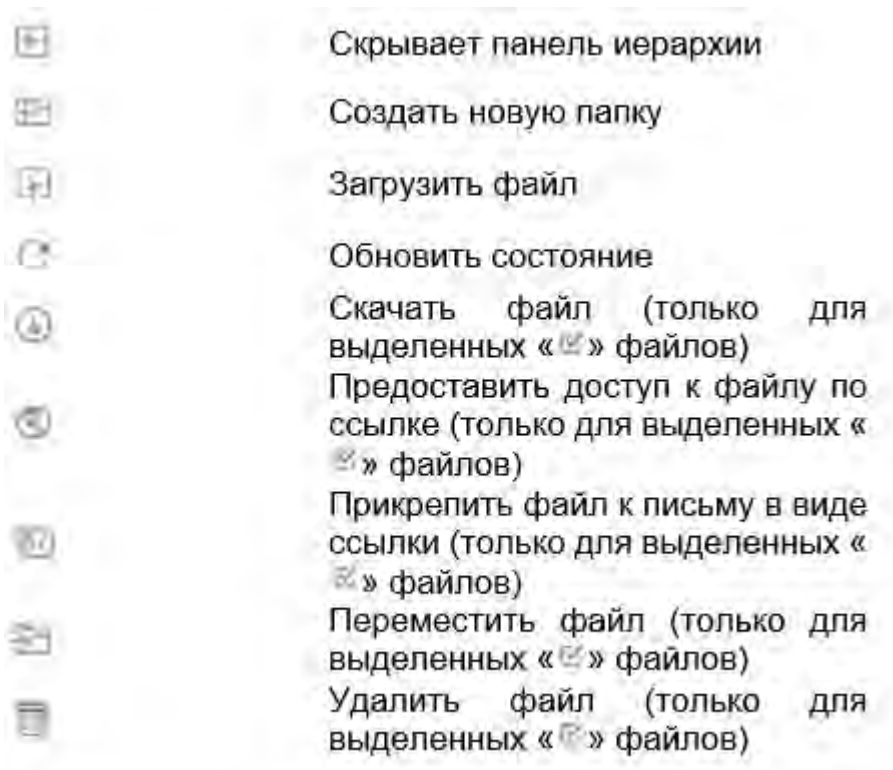 Скрывает панель иерархии
Создать новую папку
Загрузить файл
Обновить состояние
Скачать файл (только для
выделенных «☑» файлов)
Предоставить доступ к файлу по
ссылке (только для выделенных «
☑» файлов)
Прикрепить файл к письму в виде
ссылки (только для выделенных «
☑» файлов)
Переместить файл (только для
выделенных «☑» файлов)
Удалить файл (только для
выделенных «☑» файлов)